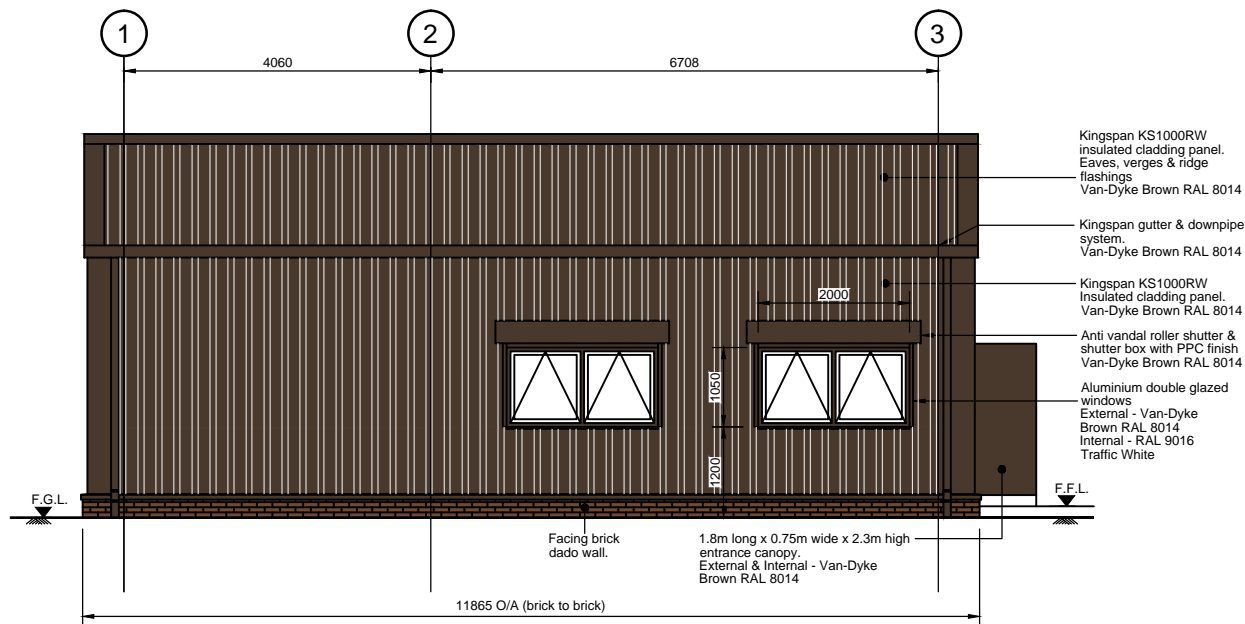 1
2
3
4060
6708
Kingspan KS1000RW
insulated cladding panel.
Eaves, verges & ridge
flashings
Van-Dyke Brown RAL 8014
Kingspan gutter & downpipe
system.
Van-Dyke Brown RAL 8014
Kingspan KS1000RW
Insulated cladding panel.
Van-Dyke Brown RAL 8014
2000
Anti vandal roller shutter &
shutter box with PPC finish
Van-Dyke Brown RAL 8014
1050
Aluminium double glazed
windows
External - Van-Dyke
Brown RAL 8014
Internal - RAL 9016
Traffic White
1200
F.G.L.
F.F.L.
Facing brick
dado wall.
1.8m long x 0.75m wide x 2.3m high
entrance canopy.
External & Internal - Van-Dyke
Brown RAL 8014
11865 O/A (brick to brick)